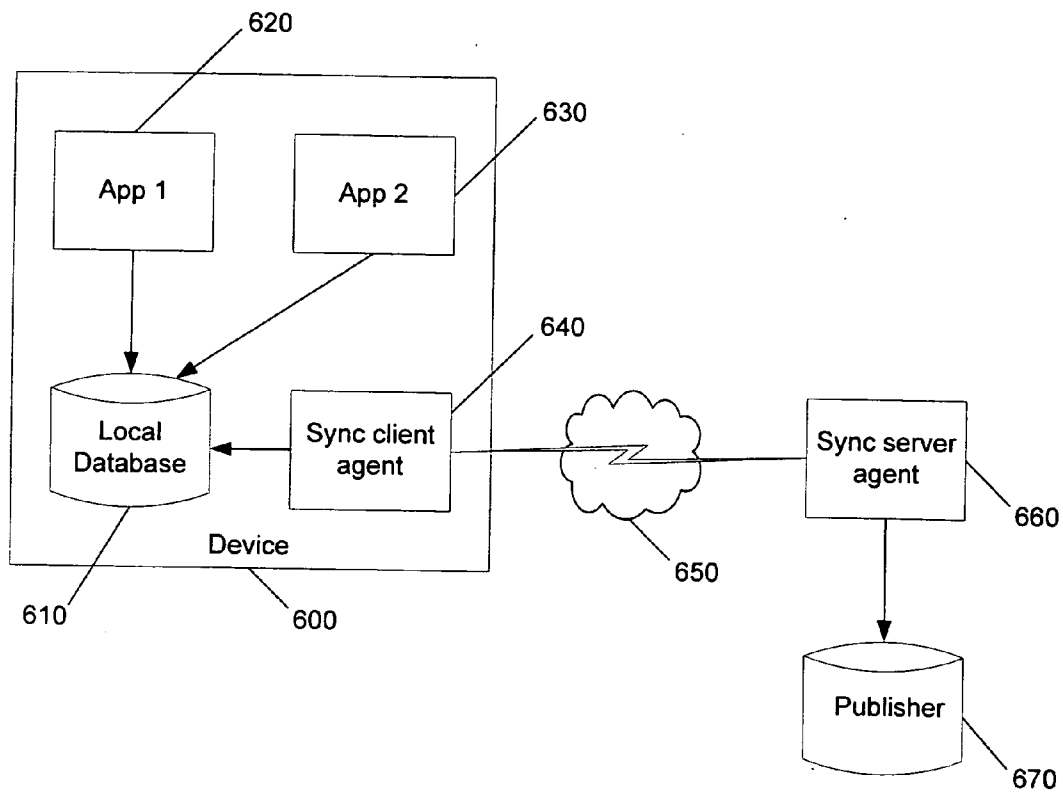 620
630
App 1
App 2
640
Local
Database
Sync client
agent
Sync server
agent
660
Device
650
610
600
Publisher
670